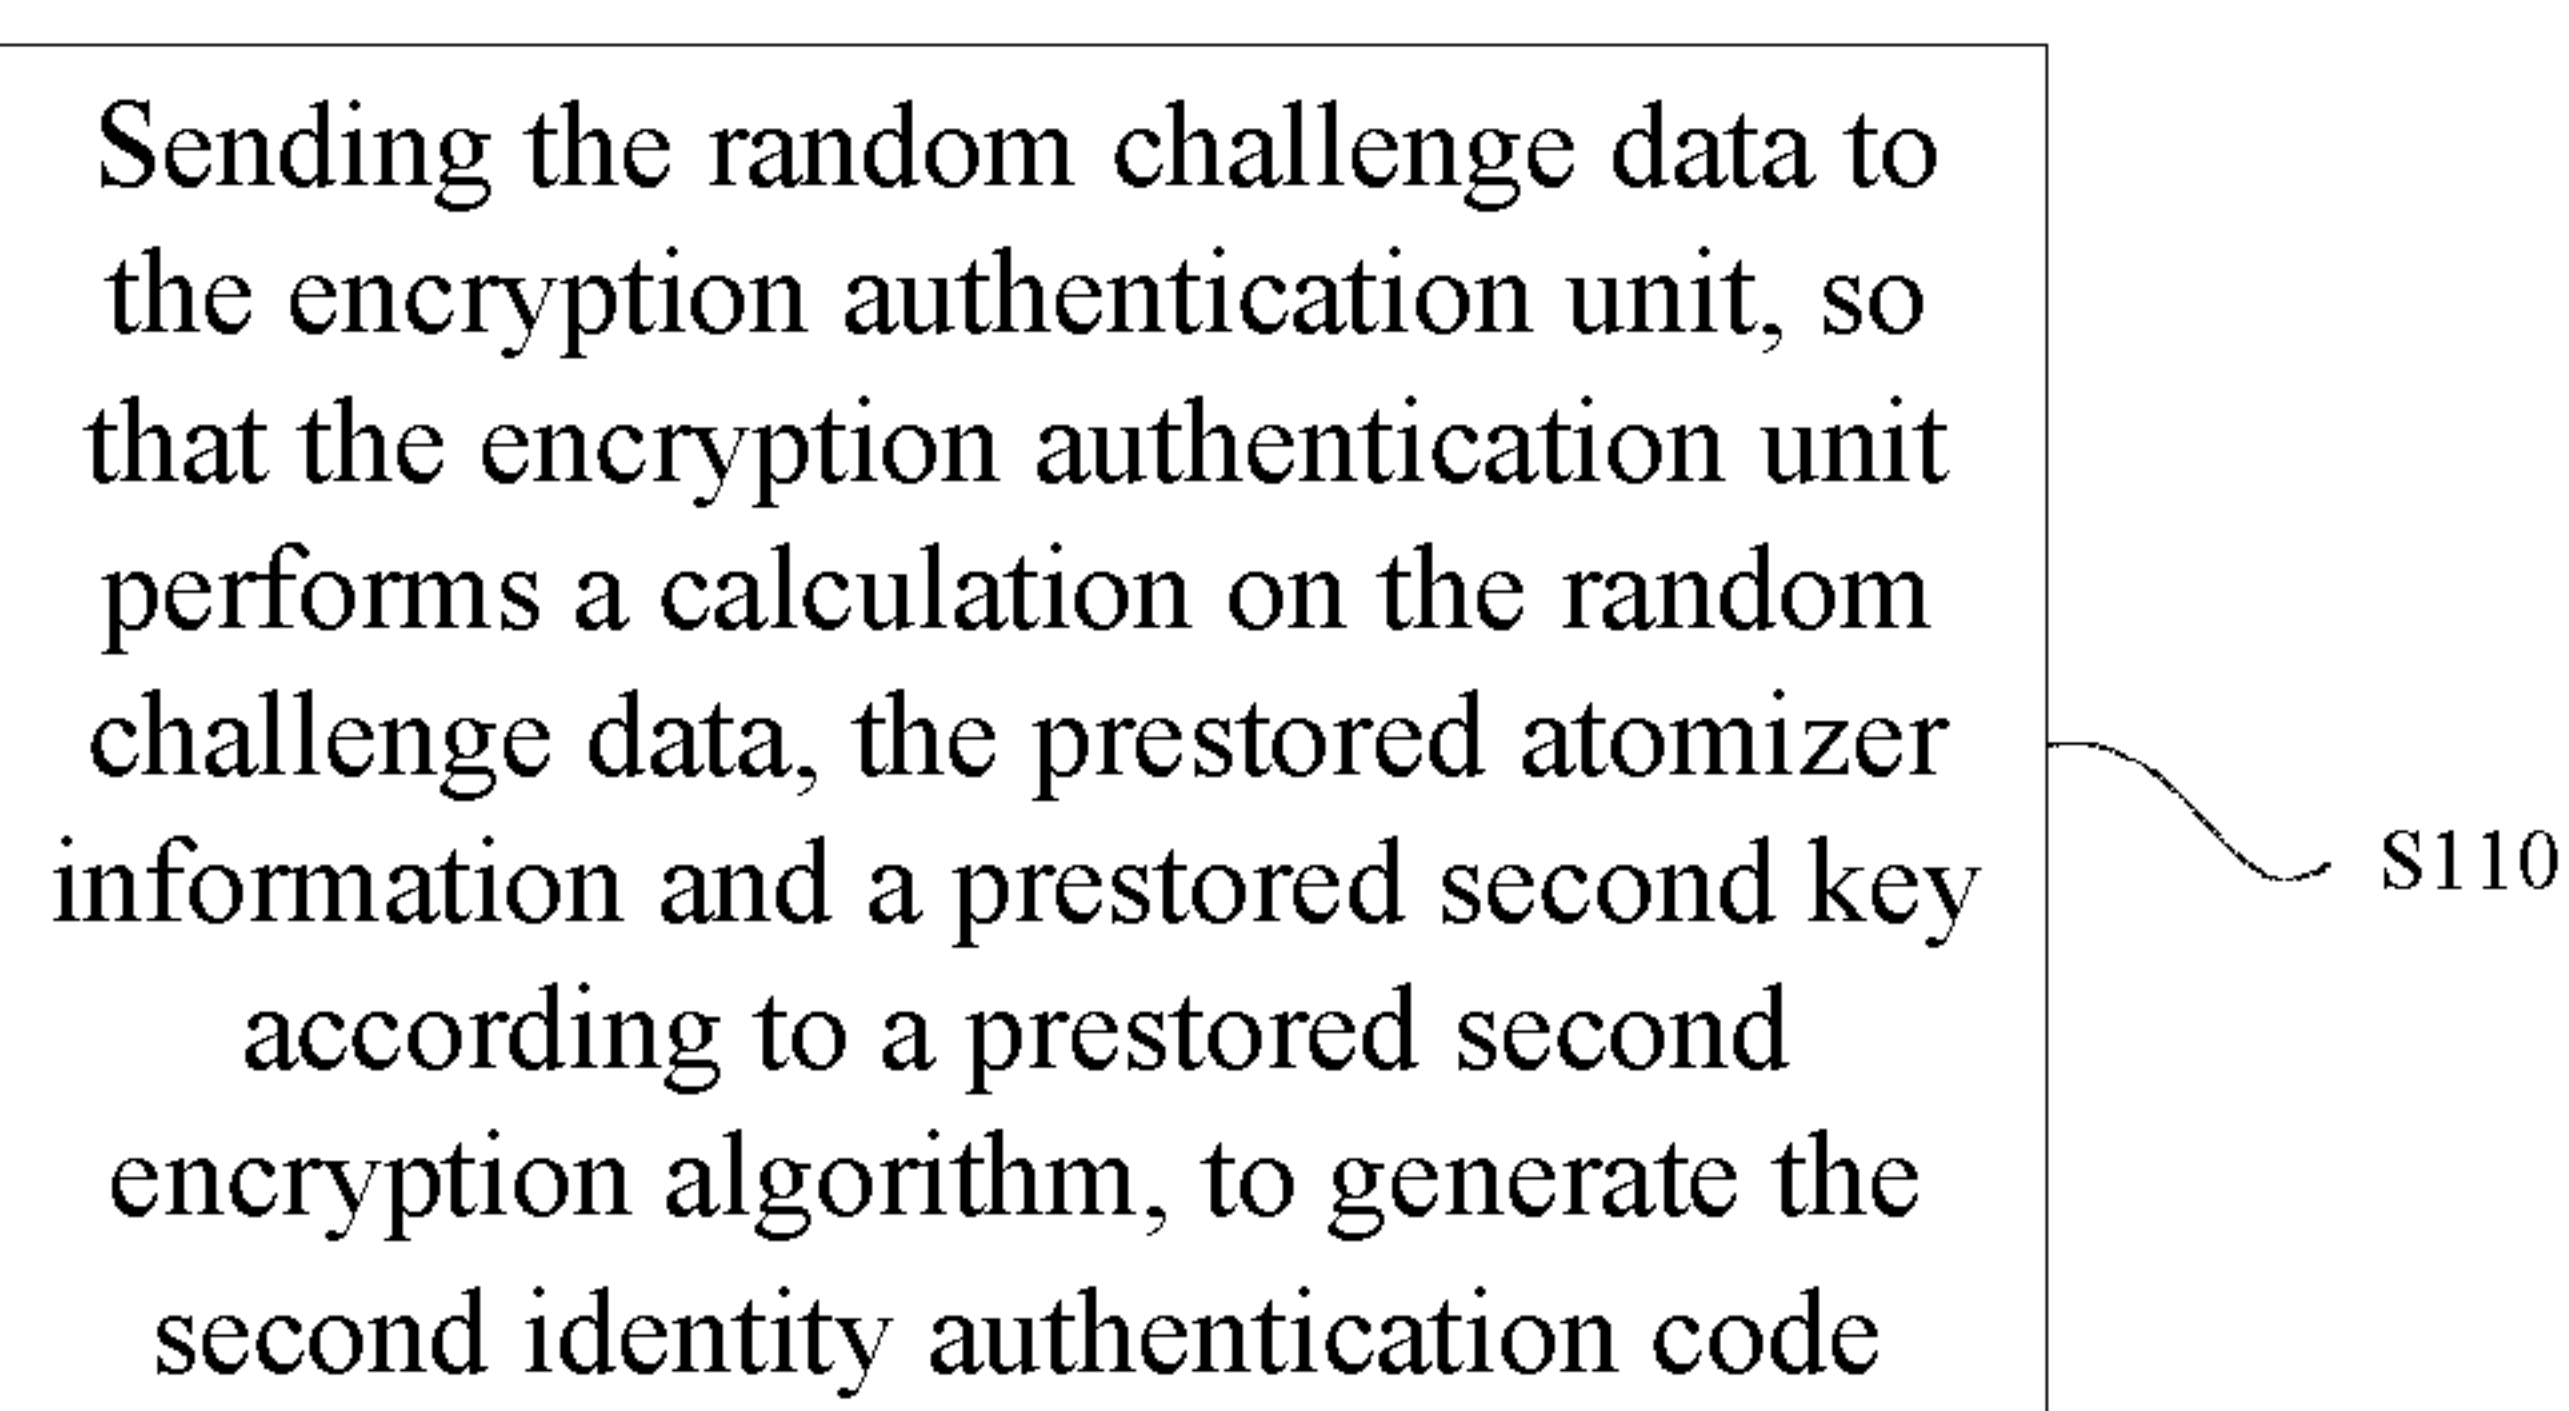 Sending the random challenge data to
the encryption authentication unit, so
that the encryption authentication unit
performs a calculation on the random
challenge data, the prestored atomizer
information and a prestored second key
according to a prestored second
encryption algorithm, to generate the
second identity authentication code
S110